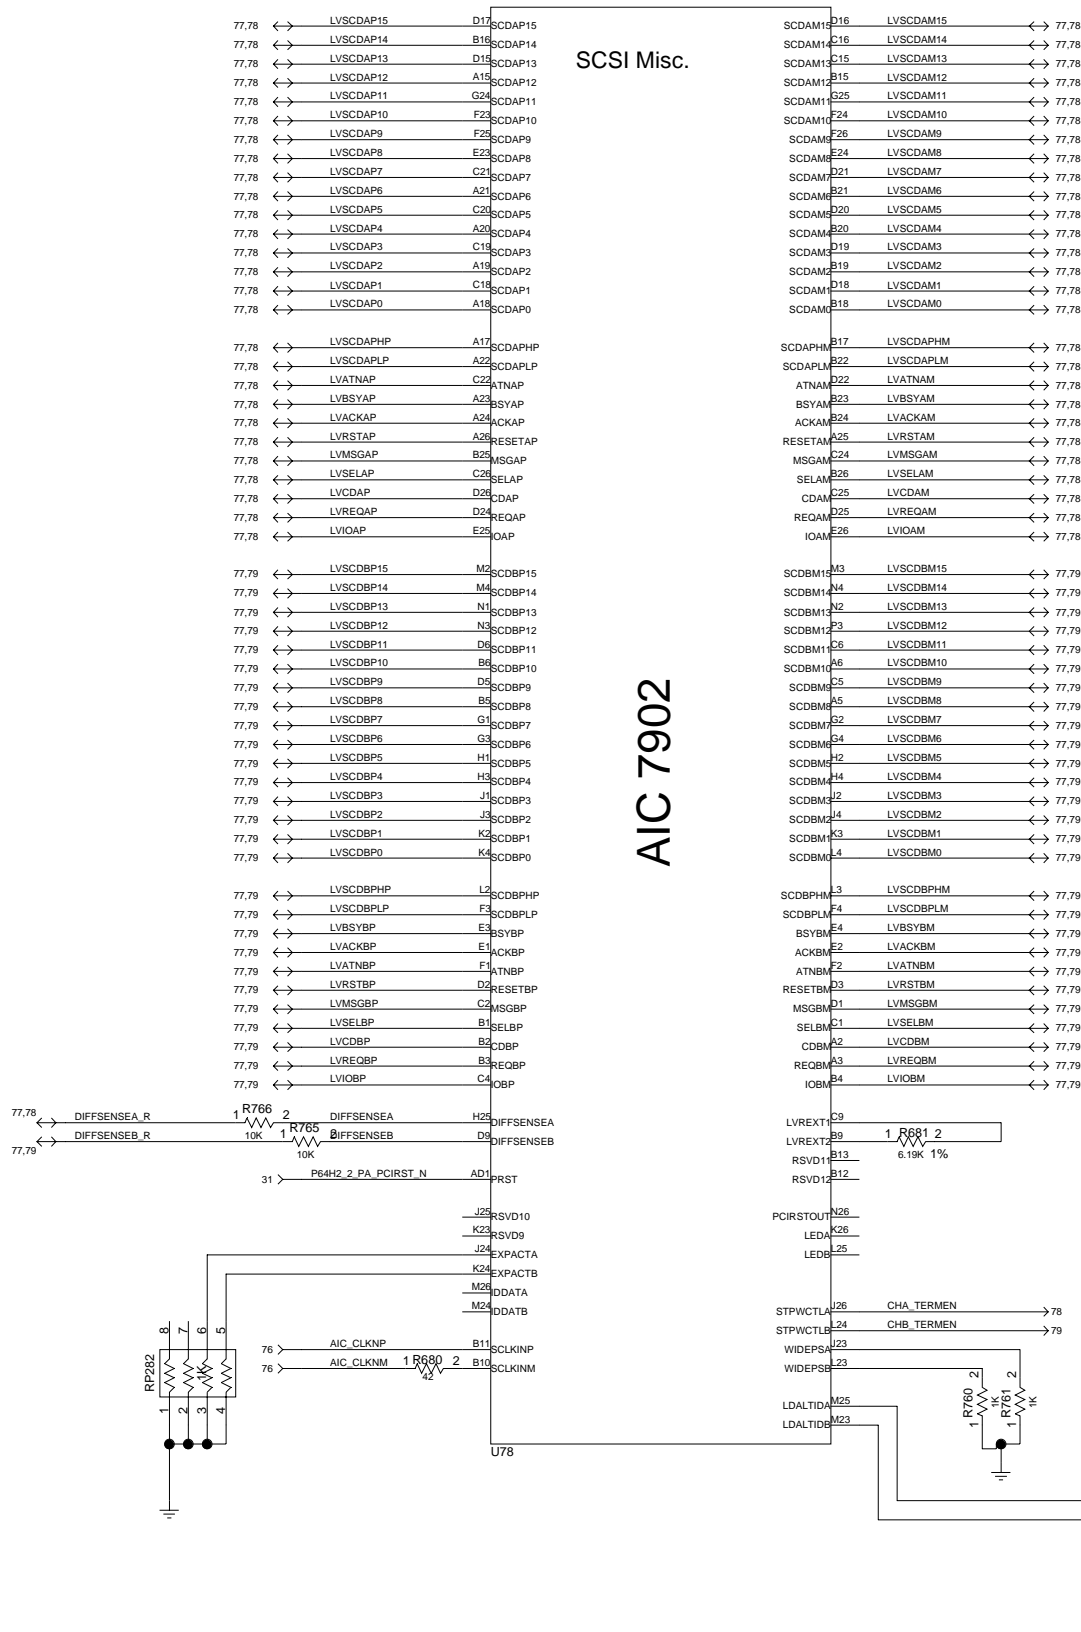 SCSI Misc.
AIC 7902
77,78 LVSCDAP15 D17 SCDAP15 SCDAM15 D16 LVSCDAM15 77,78
77,78 LVSCDAP14 B16 SCDAP14 SCDAM14 C16 LVSCDAM14 77,78
77,78 LVSCDAP13 D15 SCDAP13 SCDAM13 C15 LVSCDAM13 77,78
77,78 LVSCDAP12 A15 SCDAP12 SCDAM12 B15 LVSCDAM12 77,78
77,78 LVSCDAP11 G24 SCDAP11 SCDAM11 G25 LVSCDAM11 77,78
77,78 LVSCDAP10 F23 SCDAP10 SCDAM10 F24 LVSCDAM10 77,78
77,78 LVSCDAP9 F25 SCDAP9 SCDAM9 F26 LVSCDAM9 77,78
77,78 LVSCDAP8 E23 SCDAP8 SCDAM8 E24 LVSCDAM8 77,78
77,78 LVSCDAP7 C21 SCDAP7 SCDAM7 D21 LVSCDAM7 77,78
77,78 LVSCDAP6 A21 SCDAP6 SCDAM6 B21 LVSCDAM6 77,78
77,78 LVSCDAP5 C20 SCDAP5 SCDAM5 D20 LVSCDAM5 77,78
77,78 LVSCDAP4 A20 SCDAP4 SCDAM4 B20 LVSCDAM4 77,78
77,78 LVSCDAP3 C19 SCDAP3 SCDAM3 D19 LVSCDAM3 77,78
77,78 LVSCDAP2 A19 SCDAP2 SCDAM2 B19 LVSCDAM2 77,78
77,78 LVSCDAP1 C18 SCDAP1 SCDAM1 D18 LVSCDAM1 77,78
77,78 LVSCDAP0 A18 SCDAP0 SCDAM0 B18 LVSCDAM0 77,78
77,78 LVSCDAPHP A17 SCDAPHP SCDAPHM B17 LVSCDAPHM 77,78
77,78 LVSCDAPLP A22 SCDAPLP SCDAPLM B22 LVSCDAPLM 77,78
77,78 LVATNAP C22 ATNAP ATNAM D22 LVATNAM 77,78
77,78 LVBSYAP A23 BSYAP BSYAM B23 LVBSYAM 77,78
77,78 LVACKAP A24 ACKAP ACKAM B24 LVACKAM 77,78
77,78 LVRSTAP A26 RESETAP RESETAM A25 LVRSTAM 77,78
77,78 LVMSGAP B25 MSGAP MSGAM C24 LVMSGAM 77,78
77,78 LVSELAP C26 SELAP SELAM B26 LVSELAM 77,78
77,78 LVCDAP D26 CDAP CDAM C25 LVCDAM 77,78
77,78 LVREQAP D24 REQAP REQAM D25 LVREQAM 77,78
77,78 LVIOAP E25 IOAP IOAM E26 LVIOAM 77,78
77,79 LVSCDBP15 M2 SCDBP15 SCDBM15 M3 LVSCDBM15 77,79
77,79 LVSCDBP14 M4 SCDBP14 SCDBM14 N4 LVSCDBM14 77,79
77,79 LVSCDBP13 N1 SCDBP13 SCDBM13 N2 LVSCDBM13 77,79
77,79 LVSCDBP12 N3 SCDBP12 SCDBM12 P3 LVSCDBM12 77,79
77,79 LVSCDBP11 D6 SCDBP11 SCDBM11 C6 LVSCDBM11 77,79
77,79 LVSCDBP10 B6 SCDBP10 SCDBM10 A6 LVSCDBM10 77,79
77,79 LVSCDBP9 D5 SCDBP9 SCDBM9 C5 LVSCDBM9 77,79
77,79 LVSCDBP8 B5 SCDBP8 SCDBM8 A5 LVSCDBM8 77,79
77,79 LVSCDBP7 G1 SCDBP7 SCDBM7 G2 LVSCDBM7 77,79
77,79 LVSCDBP6 G3 SCDBP6 SCDBM6 G4 LVSCDBM6 77,79
77,79 LVSCDBP5 H1 SCDBP5 SCDBM5 H2 LVSCDBM5 77,79
77,79 LVSCDBP4 H3 SCDBP4 SCDBM4 H4 LVSCDBM4 77,79
77,79 LVSCDBP3 J1 SCDBP3 SCDBM3 J2 LVSCDBM3 77,79
77,79 LVSCDBP2 J3 SCDBP2 SCDBM2 J4 LVSCDBM2 77,79
77,79 LVSCDBP1 K2 SCDBP1 SCDBM1 K3 LVSCDBM1 77,79
77,79 LVSCDBP0 K4 SCDBP0 SCDBM0 L4 LVSCDBM0 77,79
77,79 LVSCDBPHP L2 SCDBPHP SCDBPHM L3 LVSCDBPHM 77,79
77,79 LVSCDBPLP F3 SCDBPLP SCDBPLM F4 LVSCDBPLM 77,79
77,79 LVBSYBP E3 BSYBP BSYBM E4 LVBSYBM 77,79
77,79 LVACKBP E1 ACKBP ACKBM E2 LVACKBM 77,79
77,79 LVATNBP F1 ATNBP ATNBM F2 LVATNBM 77,79
77,79 LVRSTBP D2 RESETBP RESETBM D3 LVRSTBM 77,79
77,79 LVMSGBP C2 MSGBP MSGBM D1 LVMSGBM 77,79
77,79 LVSELBP B1 SELBP SELBM C1 LVSELBM 77,79
77,79 LVCDBP B2 CDBP CDBM A2 LVCDBM 77,79
77,79 LVREQBP B3 REQBP REQBM A3 LVREQBM 77,79
77,79 LVIOBP C4 IOBP IOBM B4 LVIOBM 77,79
77,78 DIFFSENSEA_R 1 R766 2 10K DIFFSENSEA H25 DIFFSENSEA LVREXT1 C9
77,79 DIFFSENSEB_R 1 R765 2 10K DIFFSENSEB D9 DIFFSENSEB LVREXT2 B9 1 R681 2 6.19K 1%
RSVD11 B13
31 P64H2_2_PA_PCIRST_N AD1 PRST RSVD12 B12
J25 RSVD10 PCIRSTOUT N26
K23 RSVD9 LEDA K26
J24 EXPACTA LEDB L25
K24 EXPACTB
M26 IDDATA
M24 IDDATB STPWCTLA J26 CHA_TERMEN 78
STPWCTLB L24 CHB_TERMEN 79
76 AIC_CLKNP B11 SCLKINP WIDEPSA J23
76 AIC_CLKNM 1 R680 2 42 B10 SCLKINM WIDEPSB L23
LDALTIDA M25
LDALTIDB M23
8 7 6 5
RP282 1K
1 2 3 4
2 2
R760 1K R761 1K
1 1
U78